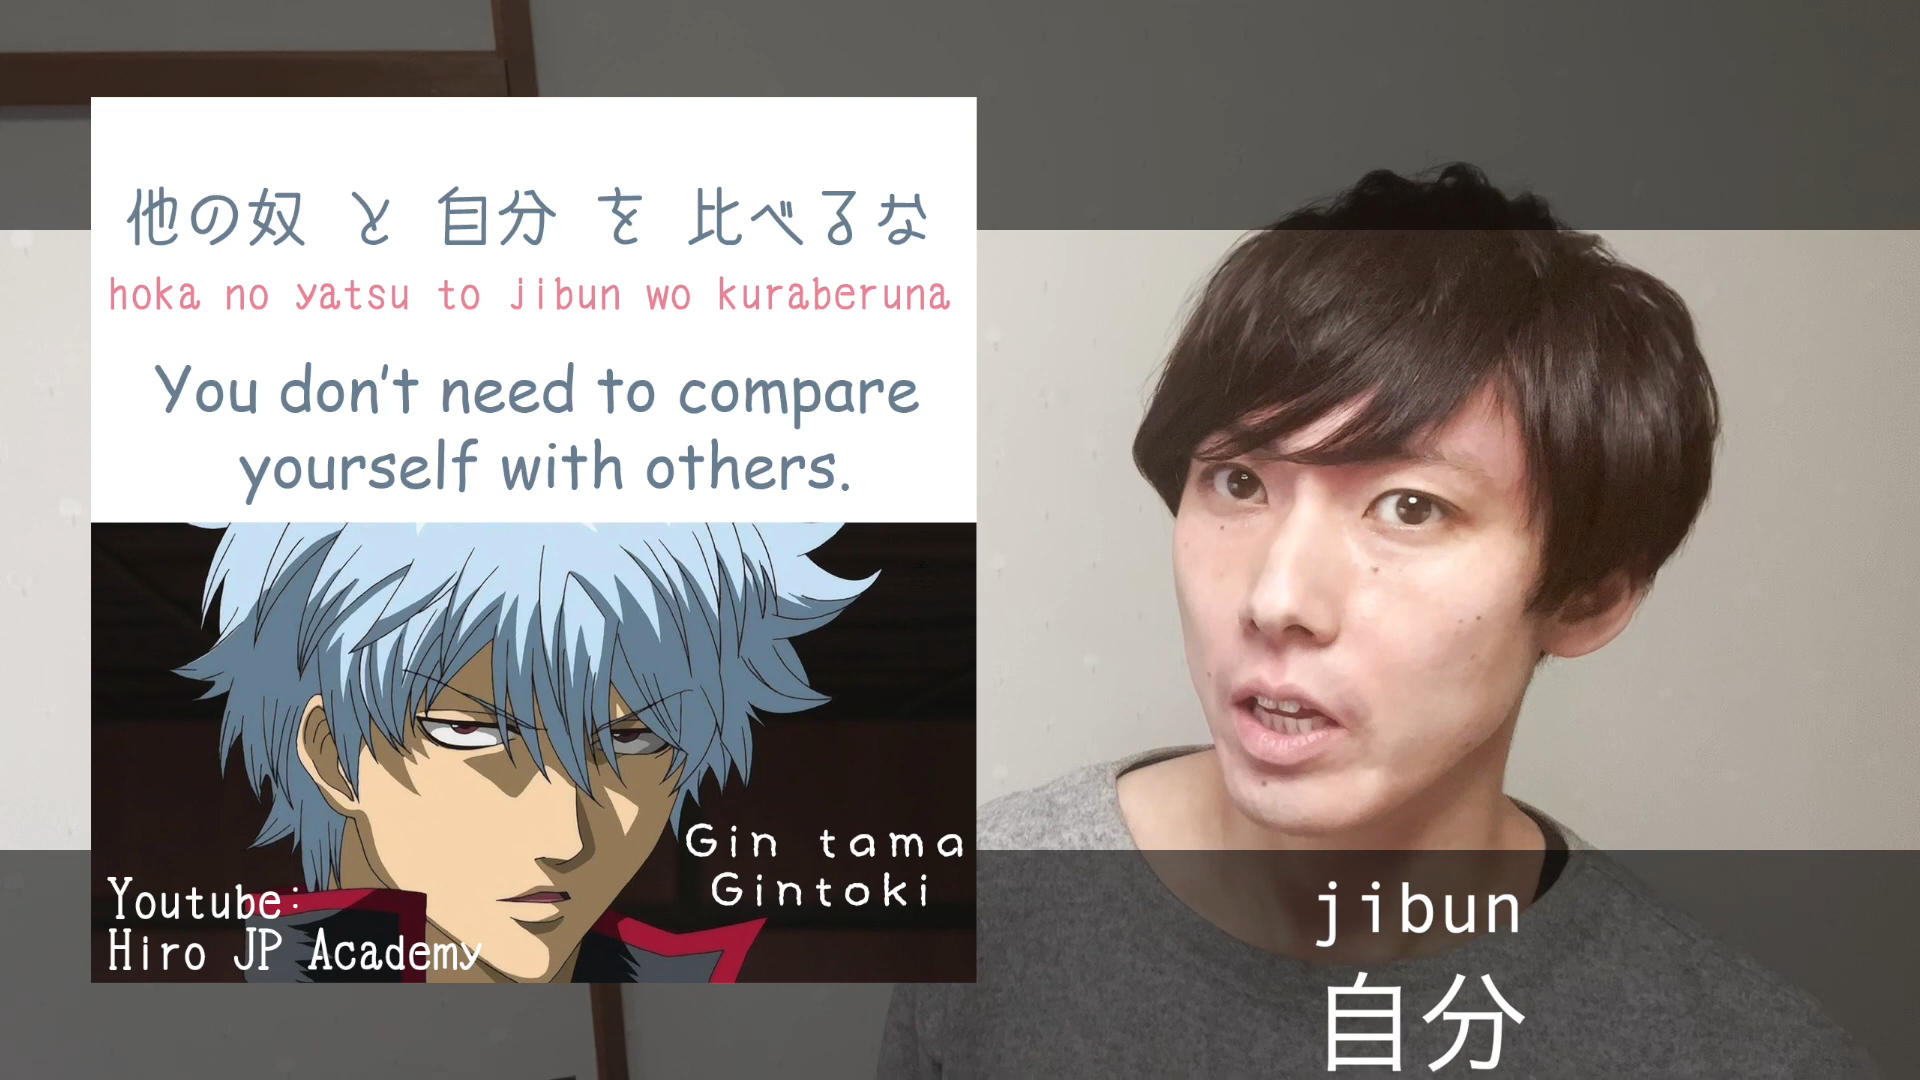 他の奴 と 自分 を 比べるな
hoka no yatsu to jibun wo kuraberuna
You don't need to compare
yourself with others.
Gin tama
Gintoki
Youtube:
Hiro JP Academy
jibun
自分